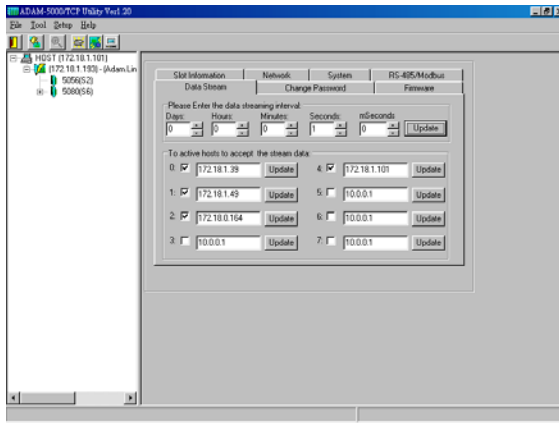 ADAM-5000/TCP Utility Ver1.20
File Tool Setup Help
HOST (172.18.1.101)
(172.18.1.193)-(Adam.Lin
5056(S2)
5080(S6)
Slot Information Network System RS-485/Modbus
Data Stream Change Password Firmware
Please Enter the data streaming interval:
Days: Hours: Minutes: Seconds: mSeconds
0 0 0 1 0 Update
To active hosts to accept the stream data:
0: 172.18.1.39 Update 4: 172.18.1.101 Update
1: 172.18.1.49 Update 5: 10.0.0.1 Update
2: 172.18.0.164 Update 6: 10.0.0.1 Update
3: 10.0.0.1 Update 7: 10.0.0.1 Update